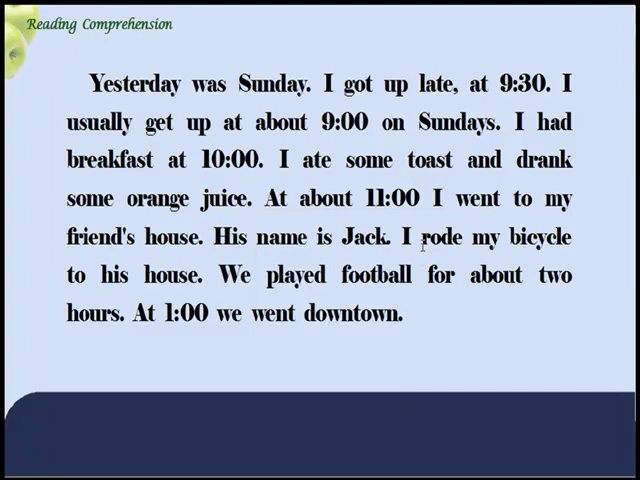 Reading Comprehension
Yesterday was Sunday. I got up late, at 9:30. I
usually get up at about 9:00 on Sundays. I had
breakfast at 10:00. I ate some toast and drank
some orange juice. At about 11:00 I went to my
friend's house. His name is Jack. I rode my bicycle
to his house. We played football for about two
hours. At 1:00 we went downtown.